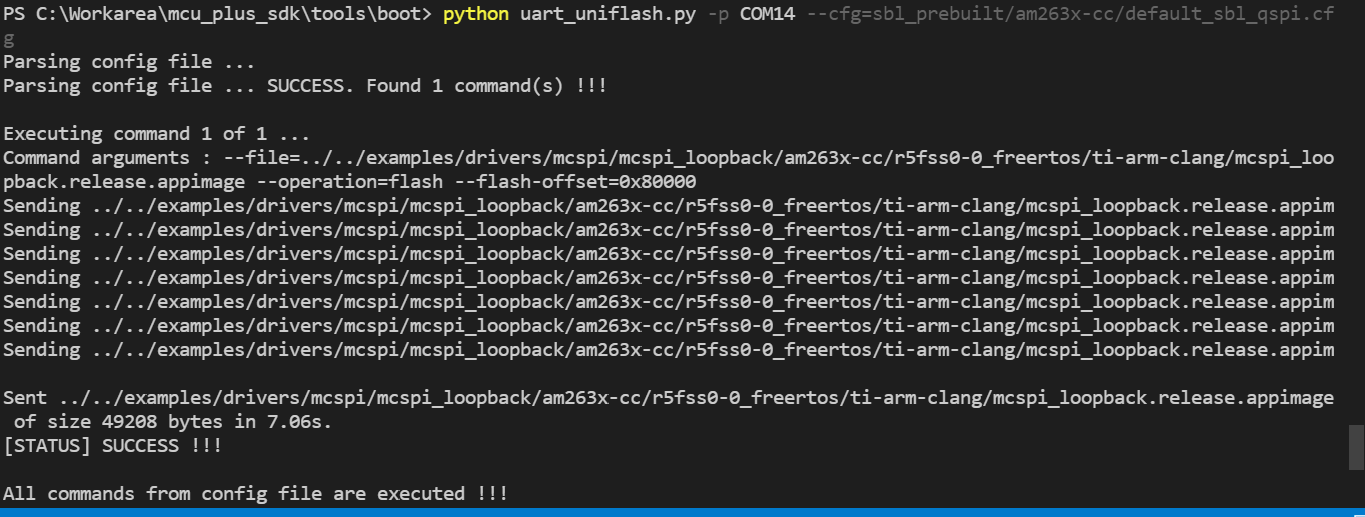 PS C:\Workarea\mcu_plus_sdk\tools\boot> python uart_uniflash.py -p COM14 --cfg=sbl_prebuilt/am263x-cc/default_sbl_qspi.cf
g
Parsing config file ...
Parsing config file ... SUCCESS. Found 1 command(s) !!!
Executing command 1 of 1 ...
Command arguments : --file=../../examples/drivers/mcspi/mcspi_loopback/am263x-cc/r5fss0-0_freertos/ti-arm-clang/mcspi_loo
pback.release.appimage --operation=flash --flash-offset=0x80000
Sending ../../examples/drivers/mcspi/mcspi_loopback/am263x-cc/r5fss0-0_freertos/ti-arm-clang/mcspi_loopback.release.appim
Sending ../../examples/drivers/mcspi/mcspi_loopback/am263x-cc/r5fss0-0_freertos/ti-arm-clang/mcspi_loopback.release.appim
Sending ../../examples/drivers/mcspi/mcspi_loopback/am263x-cc/r5fss0-0_freertos/ti-arm-clang/mcspi_loopback.release.appim
Sending ../../examples/drivers/mcspi/mcspi_loopback/am263x-cc/r5fss0-0_freertos/ti-arm-clang/mcspi_loopback.release.appim
Sending ../../examples/drivers/mcspi/mcspi_loopback/am263x-cc/r5fss0-0_freertos/ti-arm-clang/mcspi_loopback.release.appim
Sending ../../examples/drivers/mcspi/mcspi_loopback/am263x-cc/r5fss0-0_freertos/ti-arm-clang/mcspi_loopback.release.appim
Sending ../../examples/drivers/mcspi/mcspi_loopback/am263x-cc/r5fss0-0_freertos/ti-arm-clang/mcspi_loopback.release.appim
Sent ../../examples/drivers/mcspi/mcspi_loopback/am263x-cc/r5fss0-0_freertos/ti-arm-clang/mcspi_loopback.release.appimage
 of size 49208 bytes in 7.06s.
[STATUS] SUCCESS !!!
All commands from config file are executed !!!